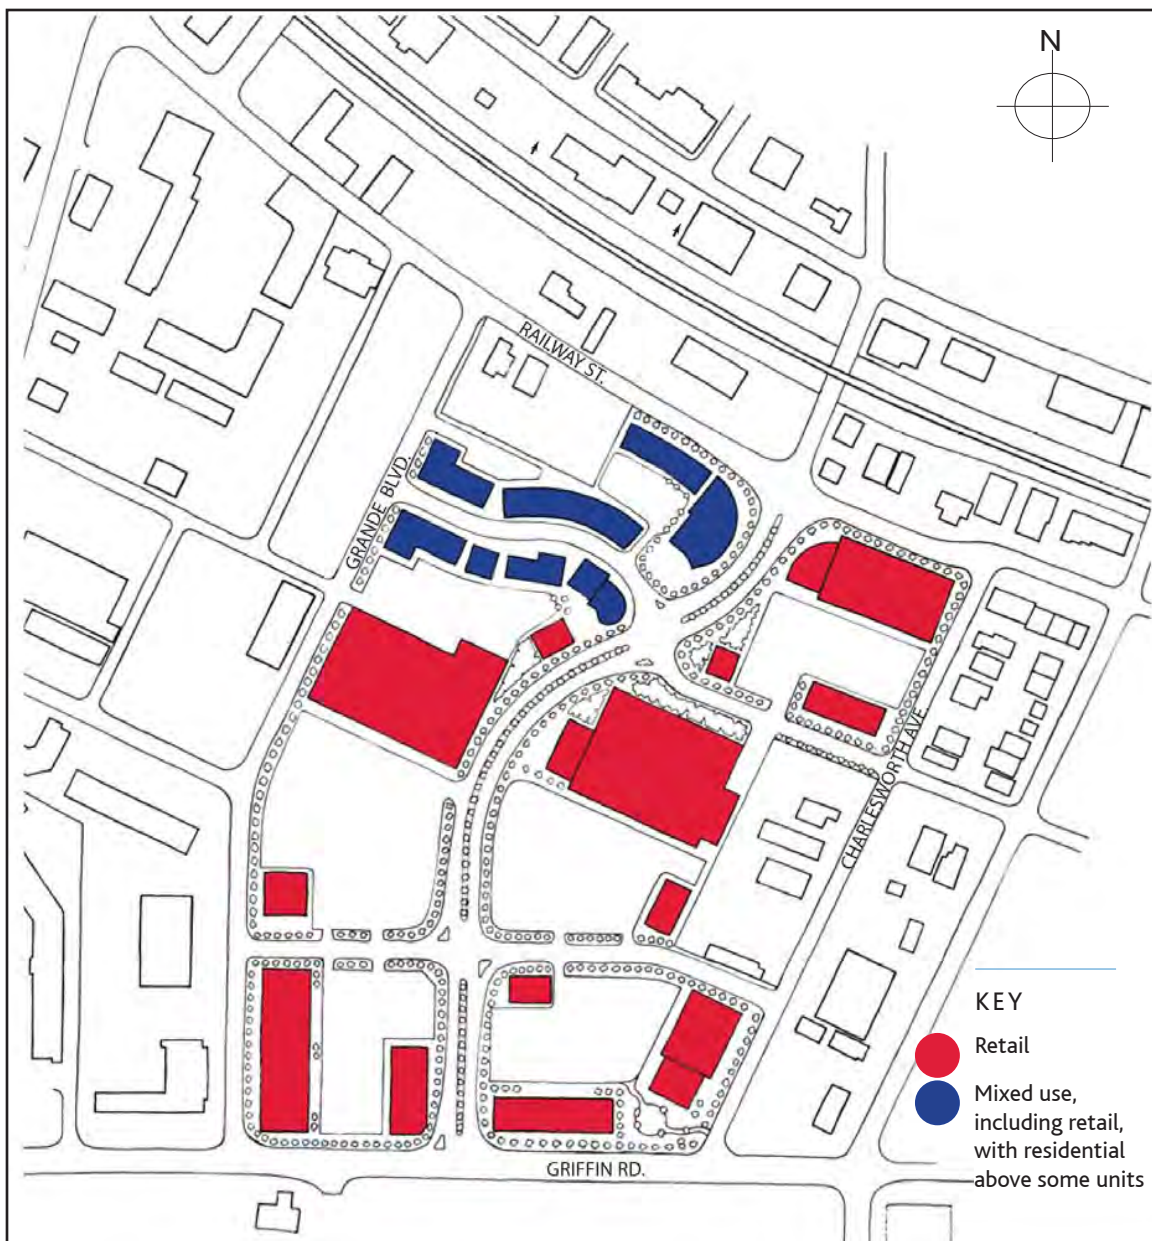 N
RAILWAY ST.
GRANDE BLVD.
CHARLESWORTH AVE.
GRIFFIN RD.
KEY
Retail
Mixed use,
including retail,
with residential
above some units